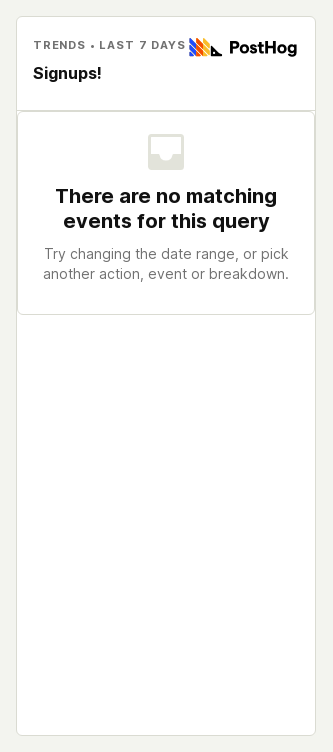 TRENDS • LAST 7 DAYS
PostHog
Signups!
There are no matching
events for this query
Try changing the date range, or pick
another action, event or breakdown.